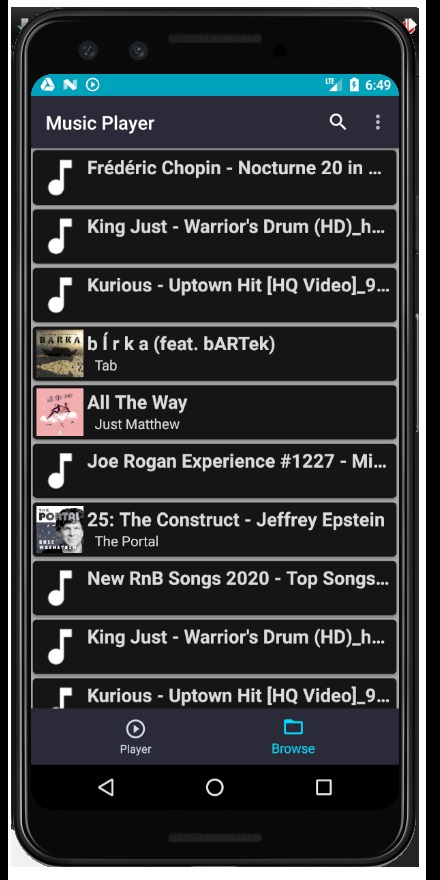 LTE 6:49
Music Player
Frédéric Chopin - Nocturne 20 in ...
King Just - Warrior's Drum (HD)_h...
Kurious - Uptown Hit [HQ Video]_9...
BARKA
b Í r k a (feat. bARTek)
Tab
All The Way
Just Matthew
Joe Rogan Experience #1227 - Mi...
THE PORTAL
ERIC WEINSTEIN
25: The Construct - Jeffrey Epstein
The Portal
New RnB Songs 2020 - Top Songs...
King Just - Warrior's Drum (HD)_h...
Kurious - Uptown Hit [HQ Video]_9...
Player
Browse